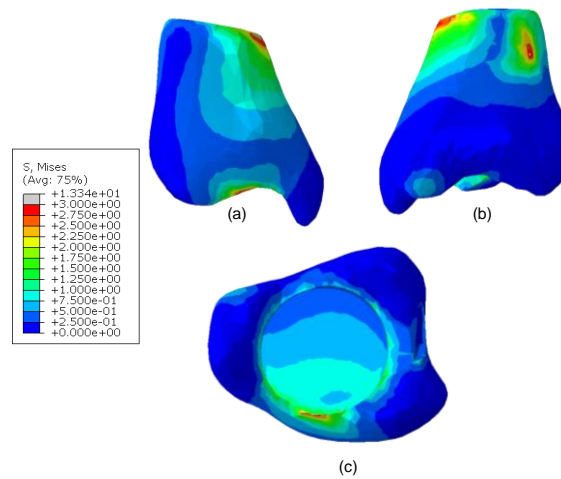 S, Mises
(Avg: 75%)
+1.334e+01
+3.000e+00
+2.750e+00
+2.500e+00
+2.250e+00
+2.000e+00
+1.750e+00
+1.500e+00
+1.250e+00
+1.000e+00
+7.500e-01
+5.000e-01
+2.500e-01
+0.000e+00
(a)
(b)
(c)